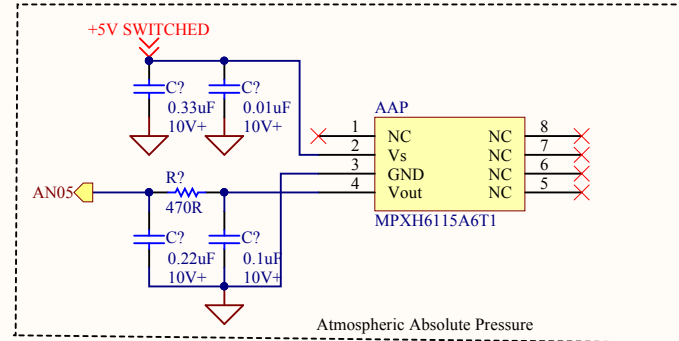 +5V SWITCHED
C?
0.33uF
10V+
C?
0.01uF
10V+
AAP
1 NC NC 8
2 Vs NC 7
3 GND NC 6
4 Vout NC 5
MPXH6115A6T1
R?
470R
AN05
C?
0.22uF
10V+
C?
0.1uF
10V+
Atmospheric Absolute Pressure